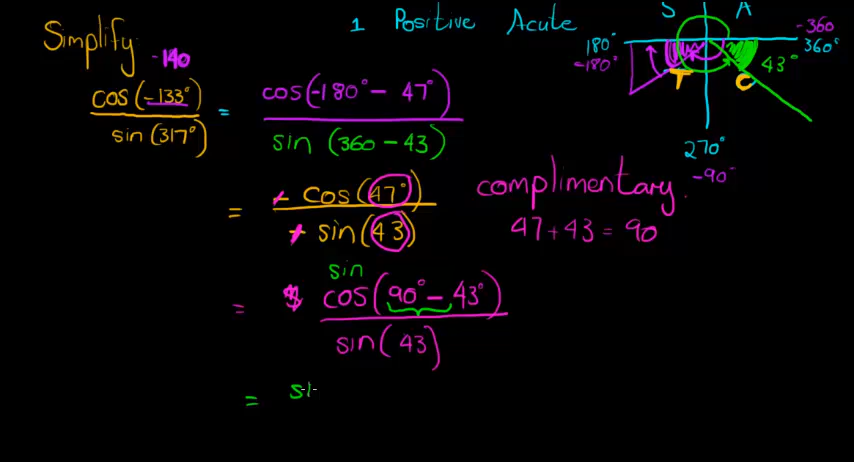 1 Positive Acute
S A
Simplify
-140
-360
180° 360°
-180°
43°
T C
cos(-133°) = cos(-180° - 47°)
sin(317°) sin (360 - 43)
270°
-90°
= - cos(47°) complimentary.
- sin(43) 47 + 43 = 90
sin
= cos(90° - 43°)
sin(43)
= si